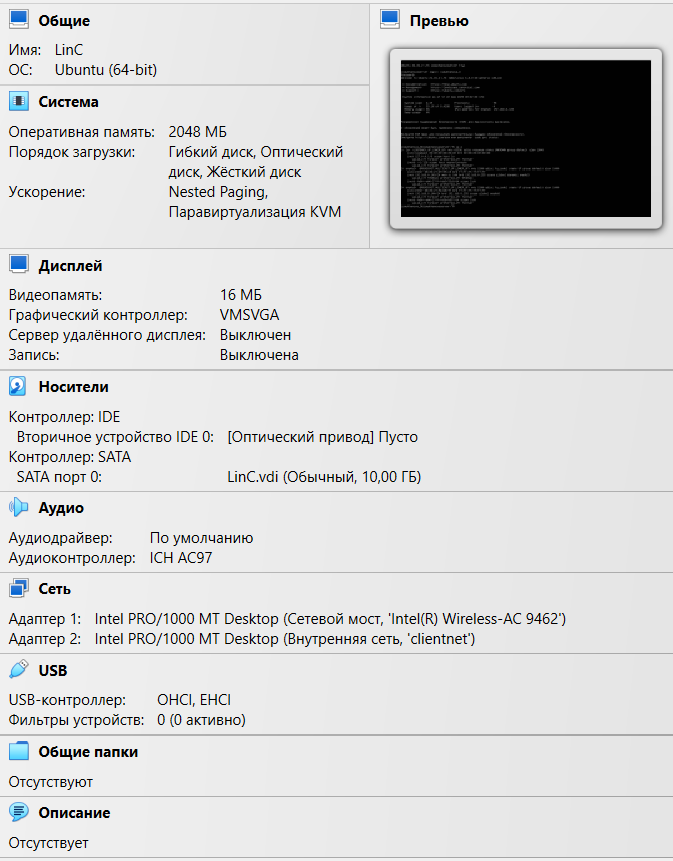 Общие
Имя: LinC
ОС: Ubuntu (64-bit)
Система
Оперативная память: 2048 МБ
Порядок загрузки: Гибкий диск, Оптический
диск, Жёсткий диск
Ускорение: Nested Paging,
Паравиртуализация KVM
Превью
Дисплей
Видеопамять: 16 МБ
Графический контроллер: VMSVGA
Сервер удалённого дисплея: Выключен
Запись: Выключена
Носители
Контроллер: IDE
Вторичное устройство IDE 0: [Оптический привод] Пусто
Контроллер: SATA
SATA порт 0: LinC.vdi (Обычный, 10,00 ГБ)
Аудио
Аудиодрайвер: По умолчанию
Аудиоконтроллер: ICH AC97
Сеть
Адаптер 1: Intel PRO/1000 MT Desktop (Сетевой мост, 'Intel(R) Wireless-AC 9462')
Адаптер 2: Intel PRO/1000 MT Desktop (Внутренняя сеть, 'clientnet')
USB
USB-контроллер: OHCI, EHCI
Фильтры устройств: 0 (0 активно)
Общие папки
Отсутствуют
Описание
Отсутствует